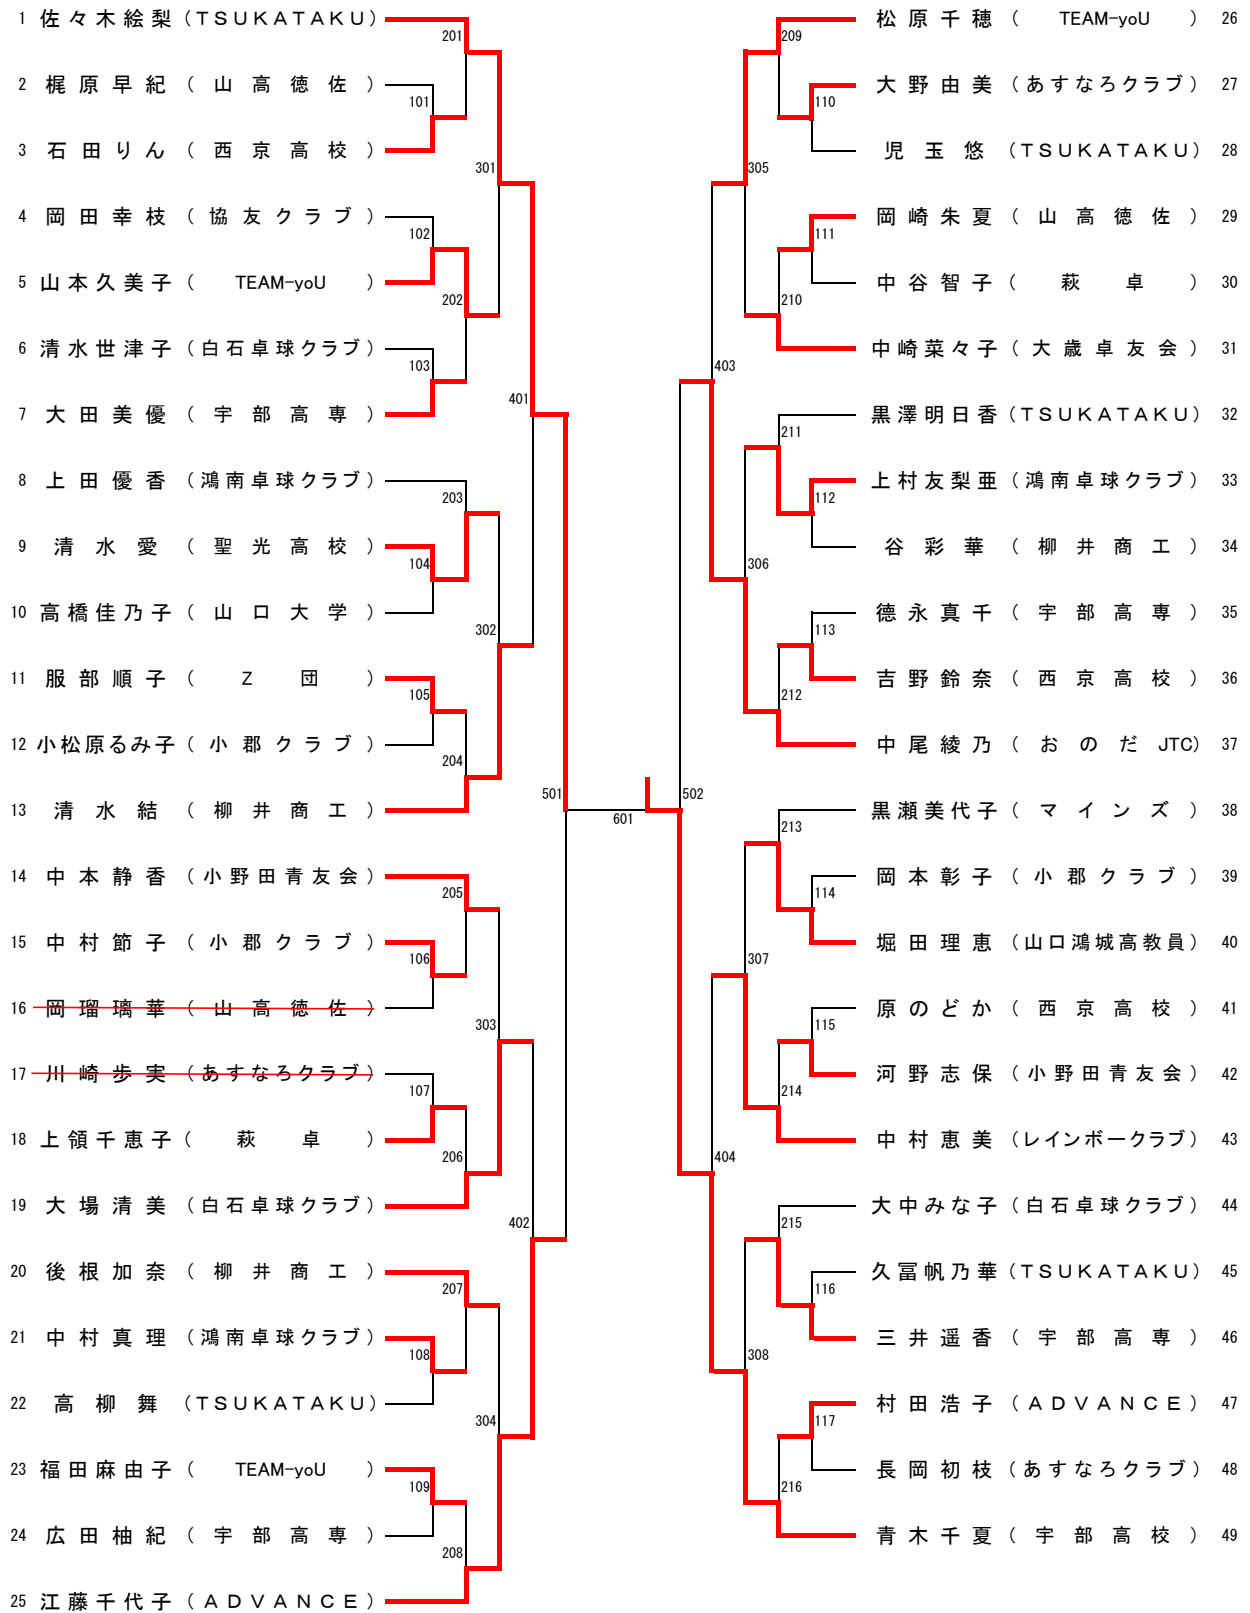 1 佐々木絵梨 (ＴＳＵＫＡＴＡＫＵ)
201
2 梶原早紀 (山高徳佐)
101
3 石田りん (西京高校)
301
4 岡田幸枝 (協友クラブ)
102
5 山本久美子 (TEAM-yoU)
202
6 清水世津子 (白石卓球クラブ)
103
7 大田美優 (宇部高専)
401
8 上田優香 (鴻南卓球クラブ)
203
9 清水愛 (聖光高校)
104
10 高橋佳乃子 (山口大学)
302
11 服部順子 (Z団)
105
12 小松原るみ子 (小郡クラブ)
204
13 清水結 (柳井商工)
501
601
14 中本静香 (小野田青友会)
205
15 中村節子 (小郡クラブ)
106
16 岡瑠璃華 (山高徳佐)
303
17 川崎歩実 (あすなろクラブ)
107
18 上領千恵子 (萩卓)
206
19 大場清美 (白石卓球クラブ)
402
20 後根加奈 (柳井商工)
207
21 中村真理 (鴻南卓球クラブ)
108
22 高柳舞 (ＴＳＵＫＡＴＡＫＵ)
304
23 福田麻由子 (TEAM-yoU)
109
24 広田柚紀 (宇部高専)
208
25 江藤千代子 (ＡＤＶＡＮＣＥ)
松原千穂 (TEAM-yoU) 26
209
大野由美 (あすなろクラブ) 27
110
児玉悠 (ＴＳＵＫＡＴＡＫＵ) 28
305
岡崎朱夏 (山高徳佐) 29
111
中谷智子 (萩卓) 30
210
中崎菜々子 (大歳卓友会) 31
403
黒澤明日香 (ＴＳＵＫＡＴＡＫＵ) 32
211
上村友梨亜 (鴻南卓球クラブ) 33
112
谷彩華 (柳井商工) 34
306
德永真千 (宇部高専) 35
113
吉野鈴奈 (西京高校) 36
212
中尾綾乃 (おのだJTC) 37
502
黒瀬美代子 (マインズ) 38
213
岡本彰子 (小郡クラブ) 39
114
堀田理恵 (山口鴻城高教員) 40
307
原のどか (西京高校) 41
115
河野志保 (小野田青友会) 42
214
中村恵美 (レインボークラブ) 43
404
大中みな子 (白石卓球クラブ) 44
215
久冨帆乃華 (ＴＳＵＫＡＴＡＫＵ) 45
116
三井遥香 (宇部高専) 46
308
村田浩子 (ＡＤＶＡＮＣＥ) 47
117
長岡初枝 (あすなろクラブ) 48
216
青木千夏 (宇部高校) 49